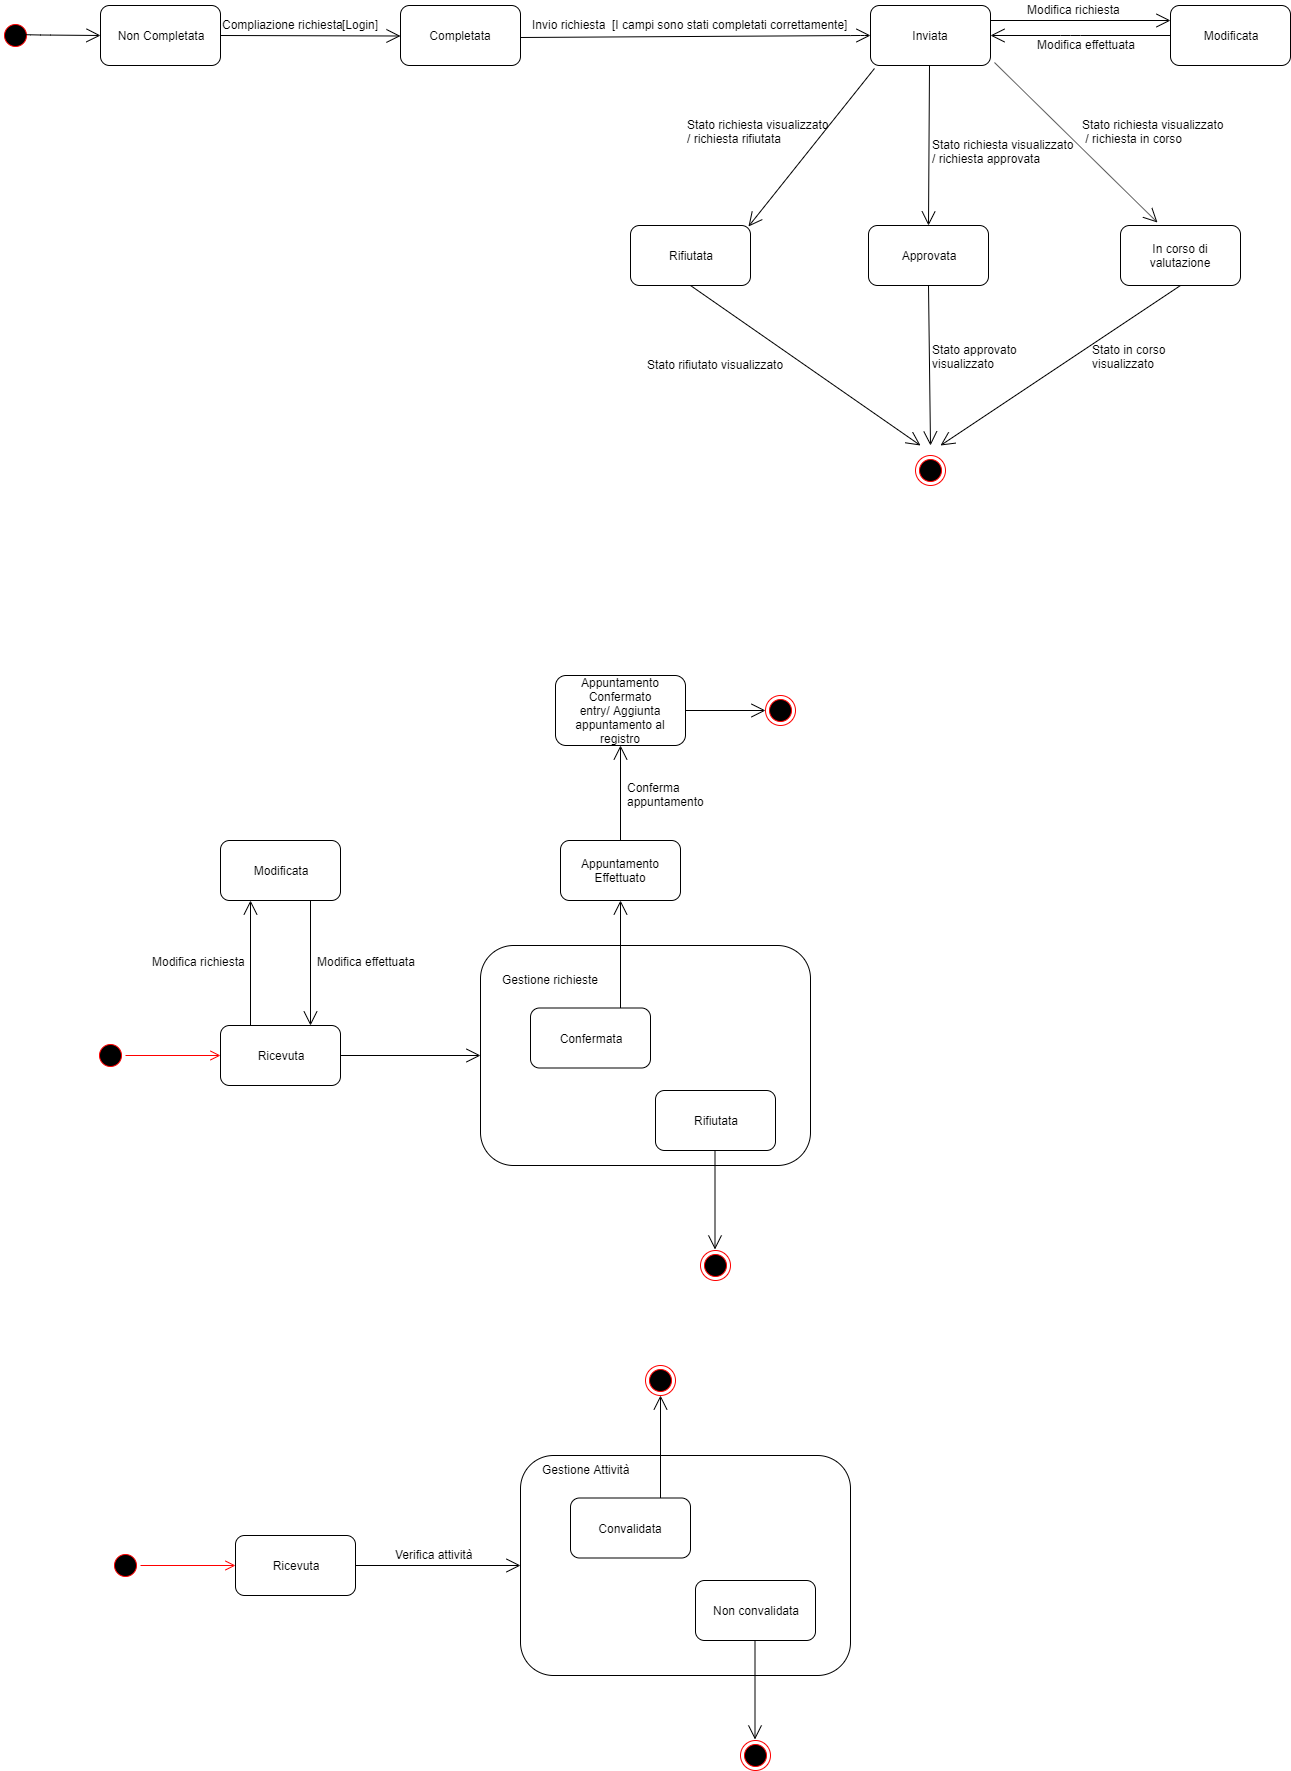 Non Completata
Compliazione richiesta[Login]
Completata
Invio richiesta  [I campi sono stati completati correttamente]
Inviata
Modifica richiesta
Modifica effettuata
Modificata
Stato richiesta visualizzato
/ richiesta rifiutata
Stato richiesta visualizzato
/ richiesta approvata
Stato richiesta visualizzato
/ richiesta in corso
Rifiutata
Approvata
In corso di
valutazione
Stato rifiutato visualizzato
Stato approvato
visualizzato
Stato in corso
visualizzato
Appuntamento
Confermato
entry/ Aggiunta
appuntamento al
registro
Conferma
appuntamento
Modificata
Appuntamento
Effettuato
Modifica richiesta
Modifica effettuata
Gestione richieste
Confermata
Ricevuta
Rifiutata
Gestione Attività
Convalidata
Ricevuta
Verifica attività
Non convalidata